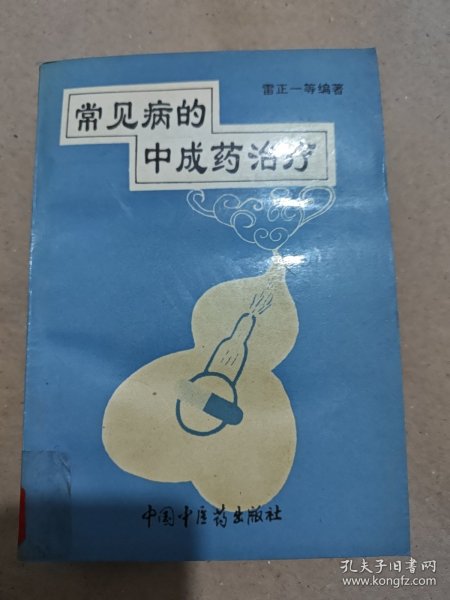 雷正一等编著
常见病的
中成药治疗
中国中医药出版社
孔夫子旧书网
www.kongfz.com